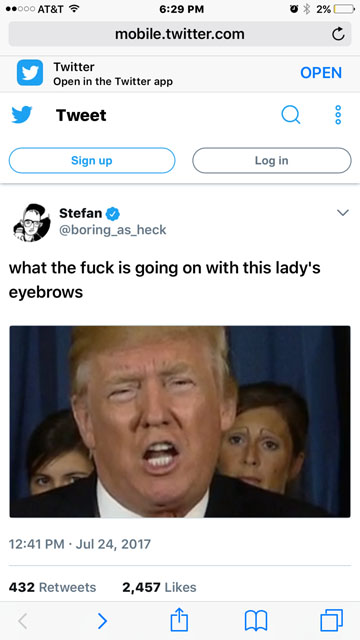 AT&T 6:29 PM 2%
mobile.twitter.com
Twitter
Open in the Twitter app
OPEN
Tweet
Sign up
Log in
Stefan
@boring_as_heck
what the fuck is going on with this lady's
eyebrows
12:41 PM · Jul 24, 2017
432 Retweets 2,457 Likes